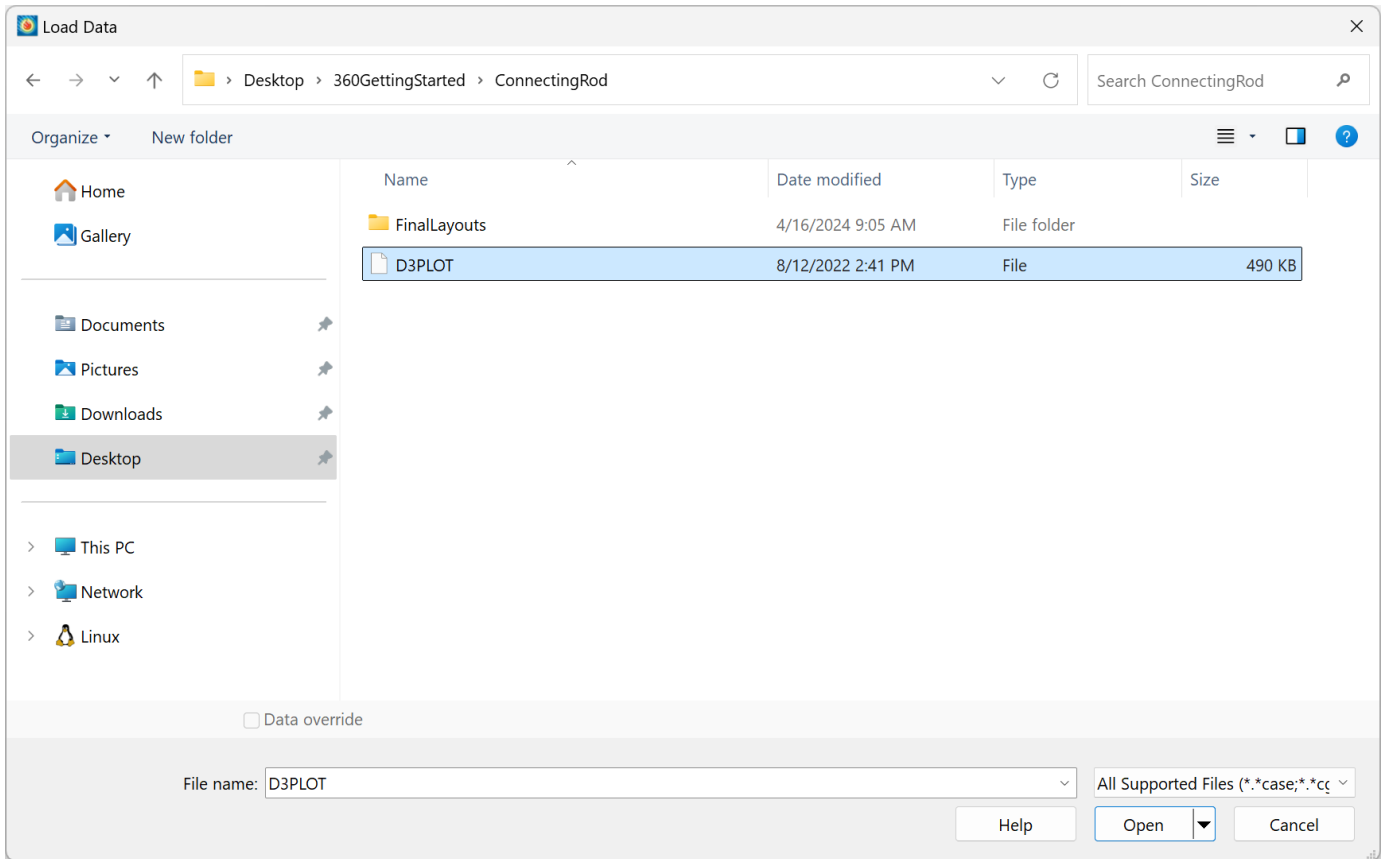 Load Data
Desktop > 360GettingStarted > ConnectingRod
Search ConnectingRod
Organize
New folder
?
Name Date modified Type Size
Home
Gallery
Documents
Pictures
Downloads
Desktop
This PC
Network
Linux
FinalLayouts 4/16/2024 9:05 AM File folder
D3PLOT 8/12/2022 2:41 PM File 490 KB
Data override
File name: D3PLOT
All Supported Files (*.*case;*.*cg
Help
Open
Cancel